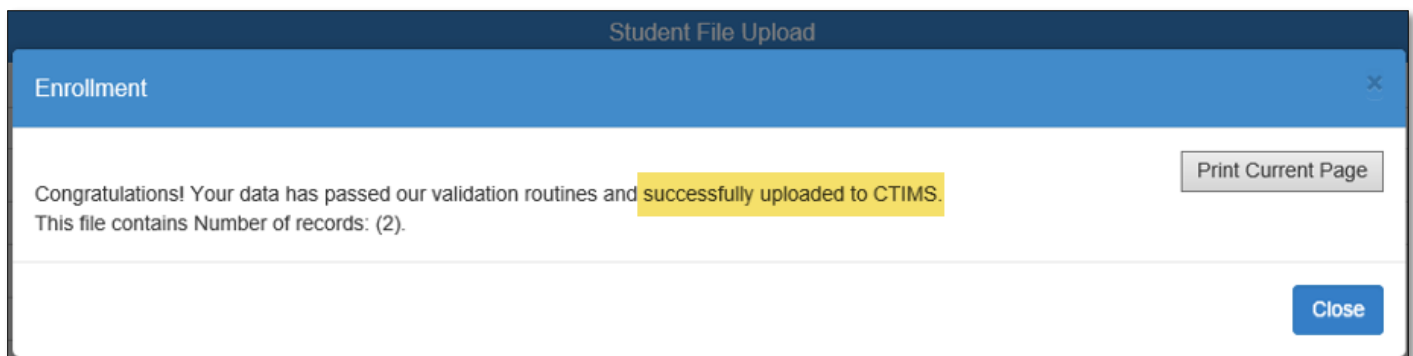 Student File Upload
Enrollment
×
Print Current Page
Congratulations! Your data has passed our validation routines and successfully uploaded to CTIMS.
This file contains Number of records: (2).
Close